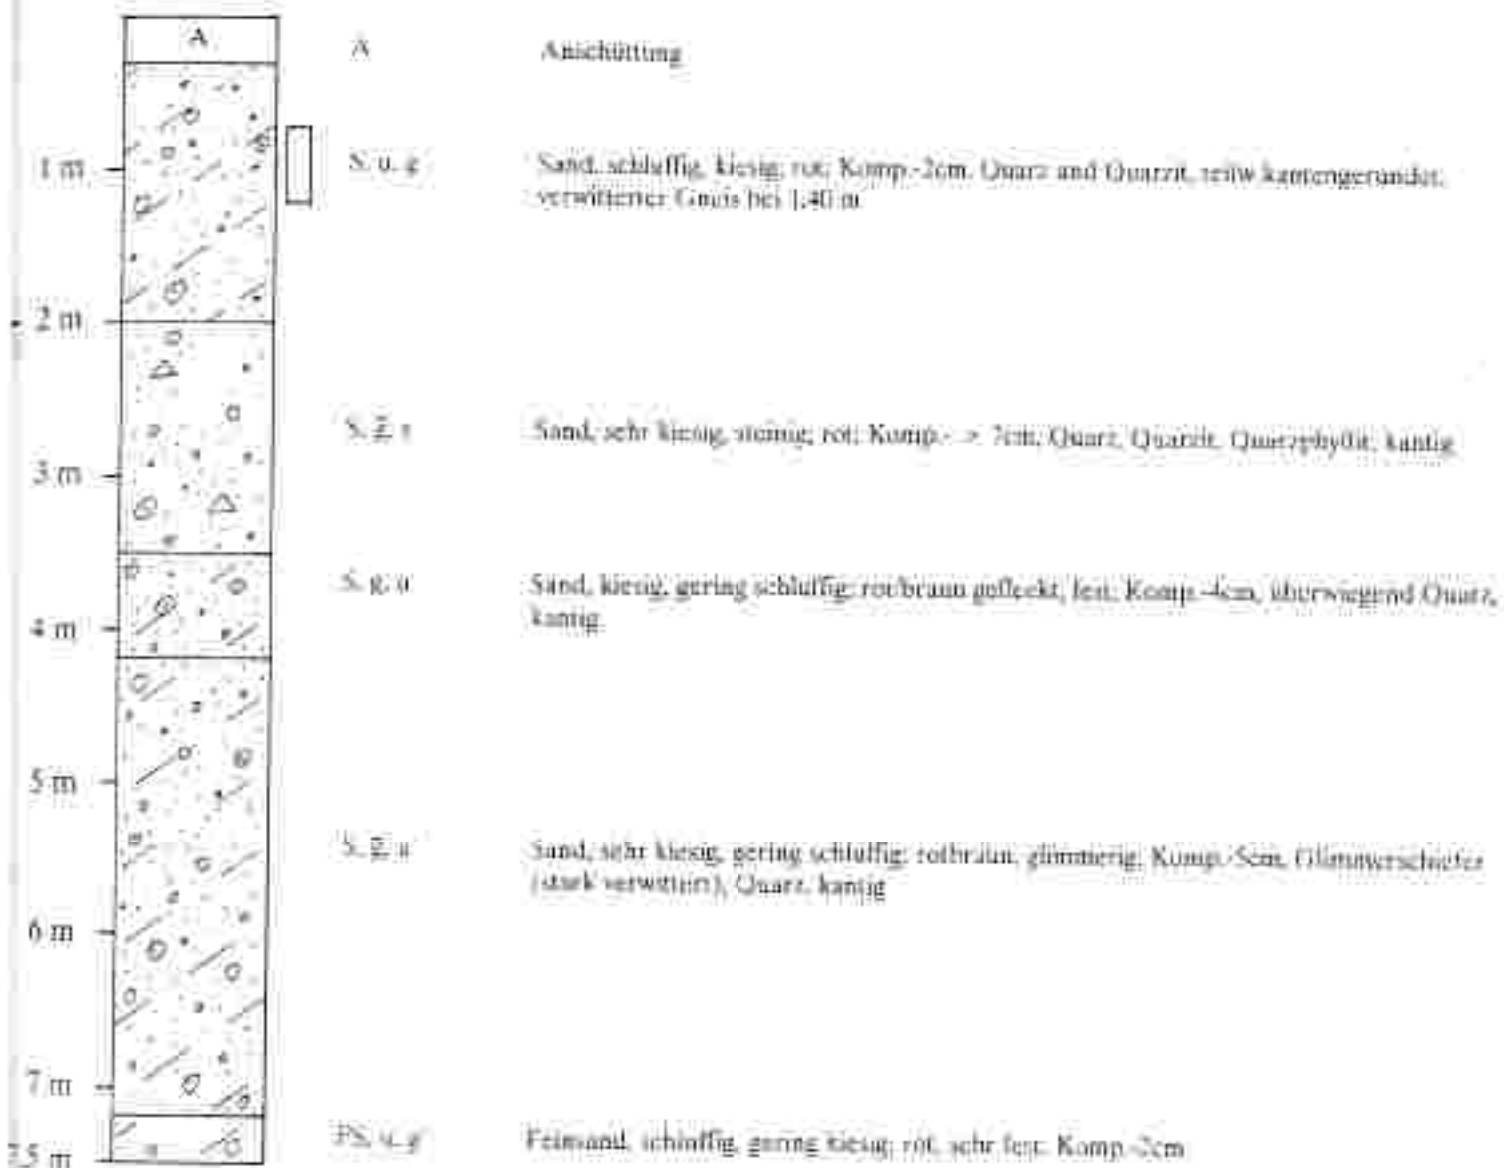 A A Anschüttung
1 m S, u, g Sand, schluffig, kiesig; rot; Komp.-2cm, Quarz und Quarzit, teilw kantengerundet,
verwitterter Gneis bei 1,40 m
2 m
S, g, x Sand, sehr kiesig, steinig; rot; Komp.- > 7cm, Quarz, Quarzit, Quarzphyllit, kantig
3 m
S, g, u Sand, kiesig, gering schluffig; rot/braun gefleckt, fest; Komp.-4cm, überwiegend Quarz,
4 m kantig
5 m
S, g, u Sand, sehr kiesig, gering schluffig; rotbraun, glimmerig; Komp.-5cm, Glimmerschiefer
(stark verwittert), Quarz, kantig
6 m
7 m
FS, u, g Feinsand, schluffig, gering kiesig; rot, sehr fest; Komp.-2cm
5 m